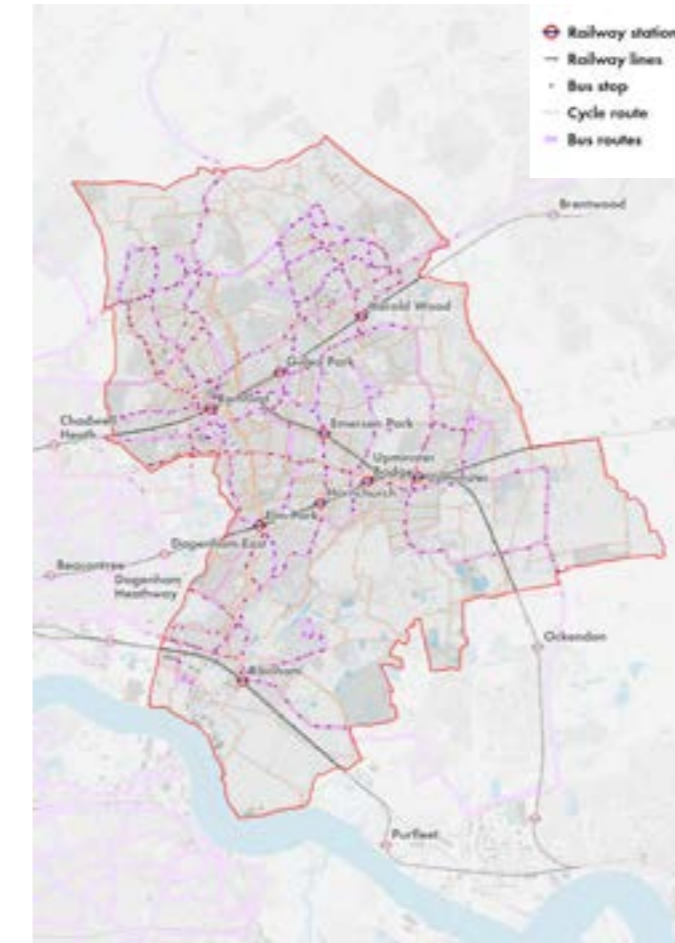 Railway station
Railway lines
Bus stop
Cycle route
Bus routes
Brentwood
Harold Wood
Gidea Park
Romford
Chadwell
Heath
Emerson Park
Upminster
Bridge
Upminster
Hornchurch
Elm Park
Dagenham East
Becontree
Dagenham
Heathway
Ockendon
Rainham
Purfleet